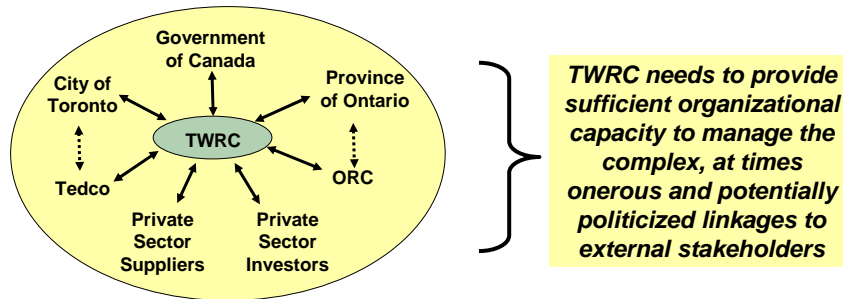 Government
of Canada
City of
Toronto
Province
of Ontario
TWRC
Tedco
ORC
Private
Sector
Suppliers
Private
Sector
Investors
TWRC needs to provide
sufficient organizational
capacity to manage the
complex, at times
onerous and potentially
politicized linkages to
external stakeholders